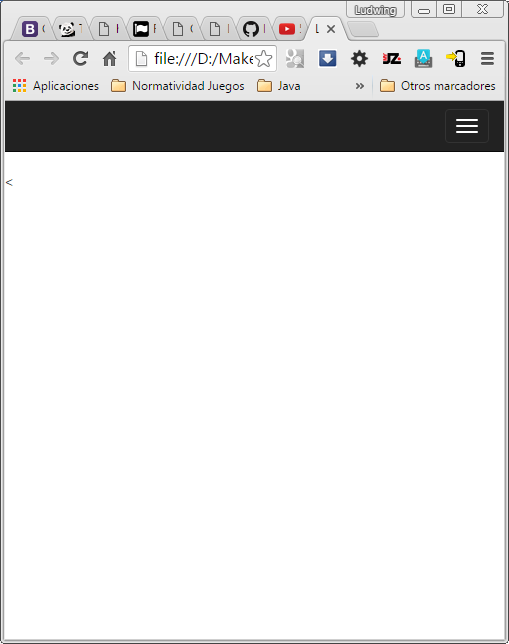 Ludwing
file:///D:/Make
Aplicaciones Normatividad Juegos Java » Otros marcadores
<